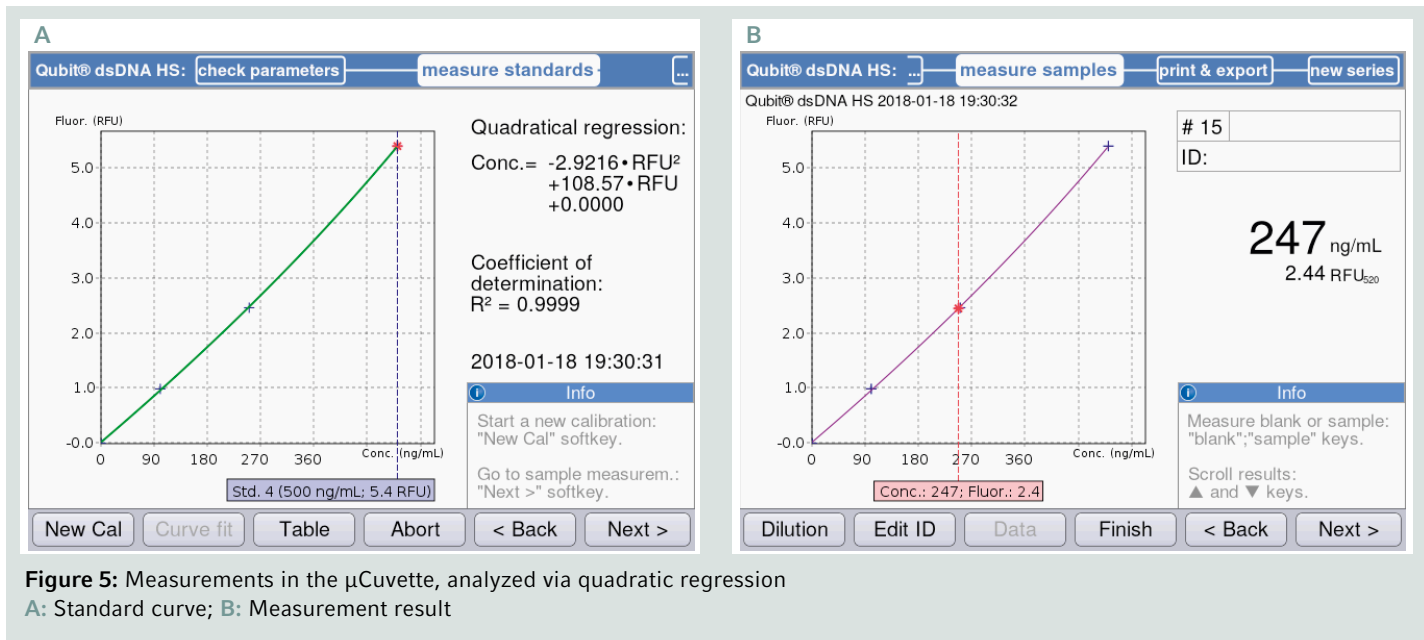 A
Qubit® dsDNA HS: check parameters measure standards ...
Fluor. (RFU)
5.0
4.0
3.0
2.0
1.0
-0.0
0 90 180 270 360
Conc. (ng/mL)
Std. 4 (500 ng/mL; 5.4 RFU)
Quadratical regression:
Conc.= -2.9216•RFU²
+108.57•RFU
+0.0000
Coefficient of
determination:
R² = 0.9999
2018-01-18 19:30:31
i Info
Start a new calibration:
"New Cal" softkey.
Go to sample measurem.:
"Next >" softkey.
New Cal Curve fit Table Abort < Back Next >
B
Qubit® dsDNA HS: ... measure samples print & export new series
Qubit® dsDNA HS 2018-01-18 19:30:32
Fluor. (RFU)
5.0
4.0
3.0
2.0
1.0
-0.0
0 90 180 270 360
Conc. (ng/mL)
Conc.: 247; Fluor.: 2.4
# 15
ID:
247 ng/mL
2.44 RFU₅₂₀
i Info
Measure blank or sample:
"blank";"sample" keys.
Scroll results:
▲ and ▼ keys.
Dilution Edit ID Data Finish < Back Next >
Figure 5: Measurements in the µCuvette, analyzed via quadratic regression
A: Standard curve; B: Measurement result